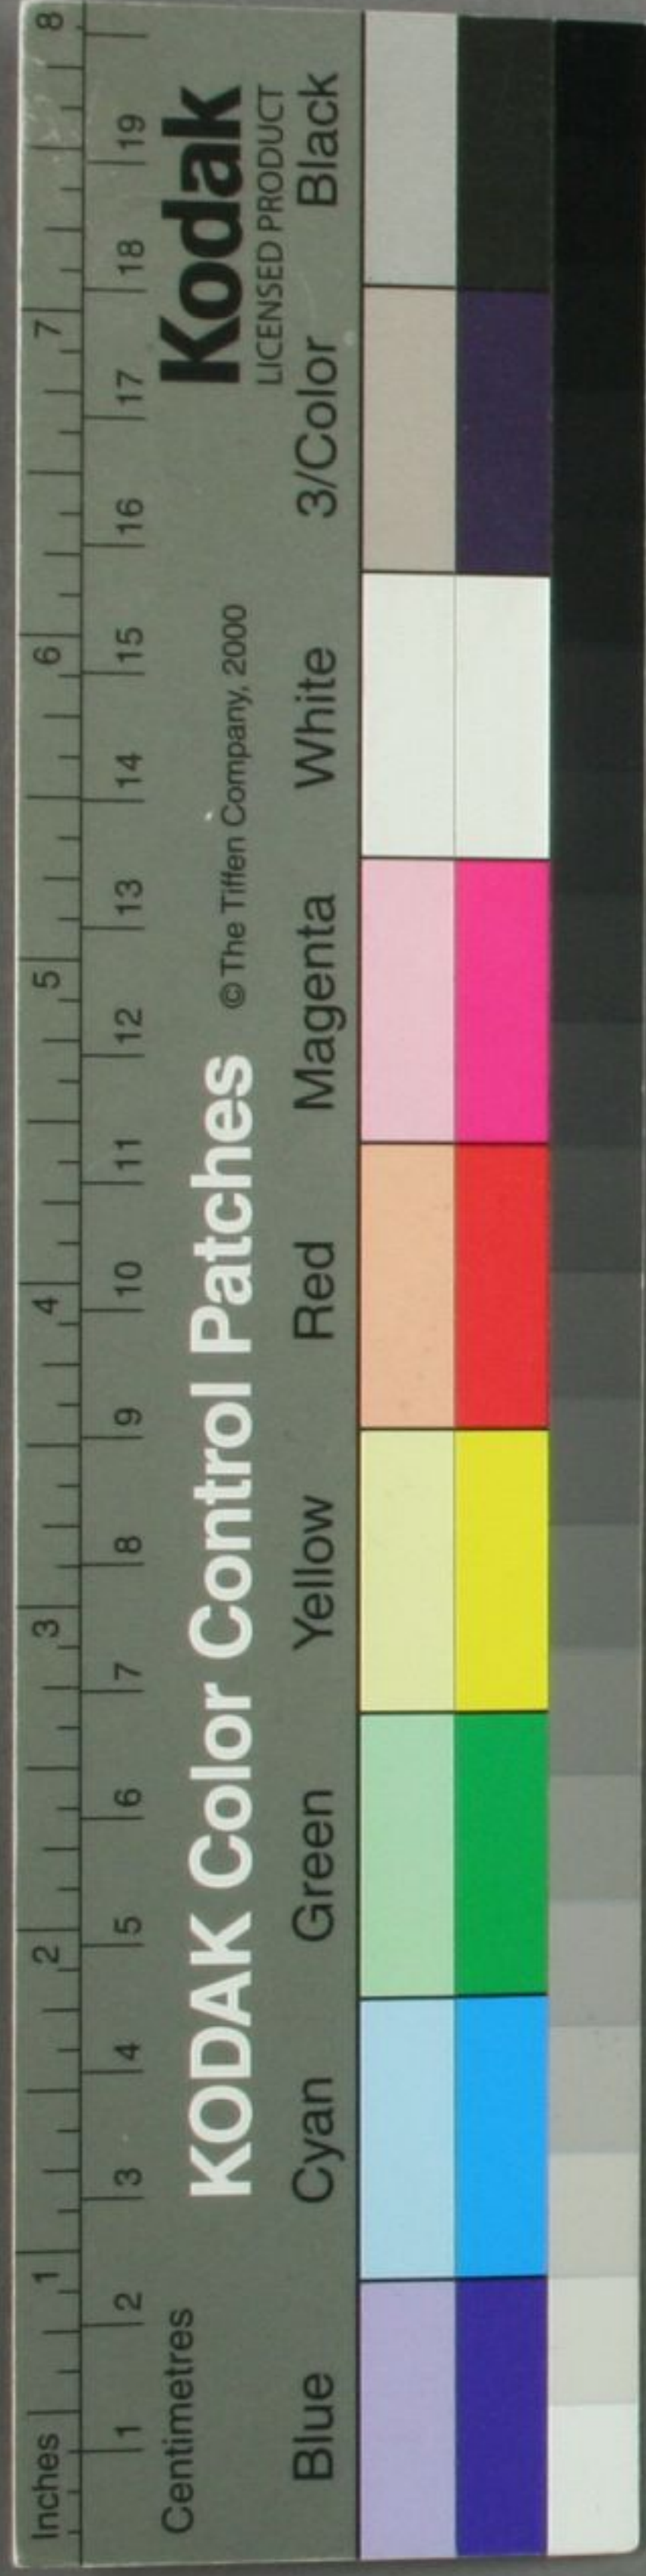 Inches 1 2 3 4 5 6 7 8
1 2 3 4 5 6 7 8 9 10 11 12 13 14 15 16 17 18 19
Centimetres
KODAK Color Control Patches © The Tiffen Company, 2000
Kodak
LICENSED PRODUCT
Blue Cyan Green Yellow Red Magenta White 3/Color Black